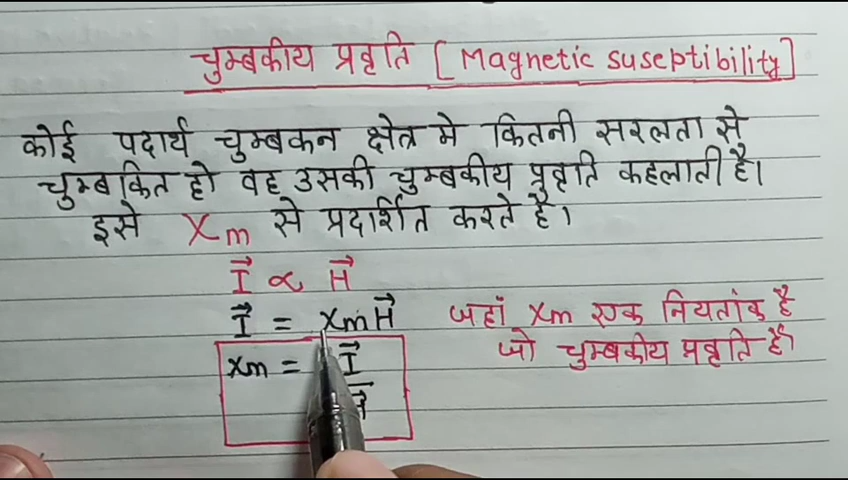 चुम्बकीय प्रवृति [Magnetic suseptibility]
कोई पदार्थ चुम्बकन क्षेत्र मे कितनी सरलता से
चुम्बकित हो वह उसकी चुम्बकीय प्रवृति कहलाती है।
इसे Xm से प्रदर्शित करते है।
I⃗ ∝ H⃗
I⃗ = XmH⃗ जहां Xm एक नियतांक है
जो चुम्बकीय प्रवृति है
Xm = I⃗